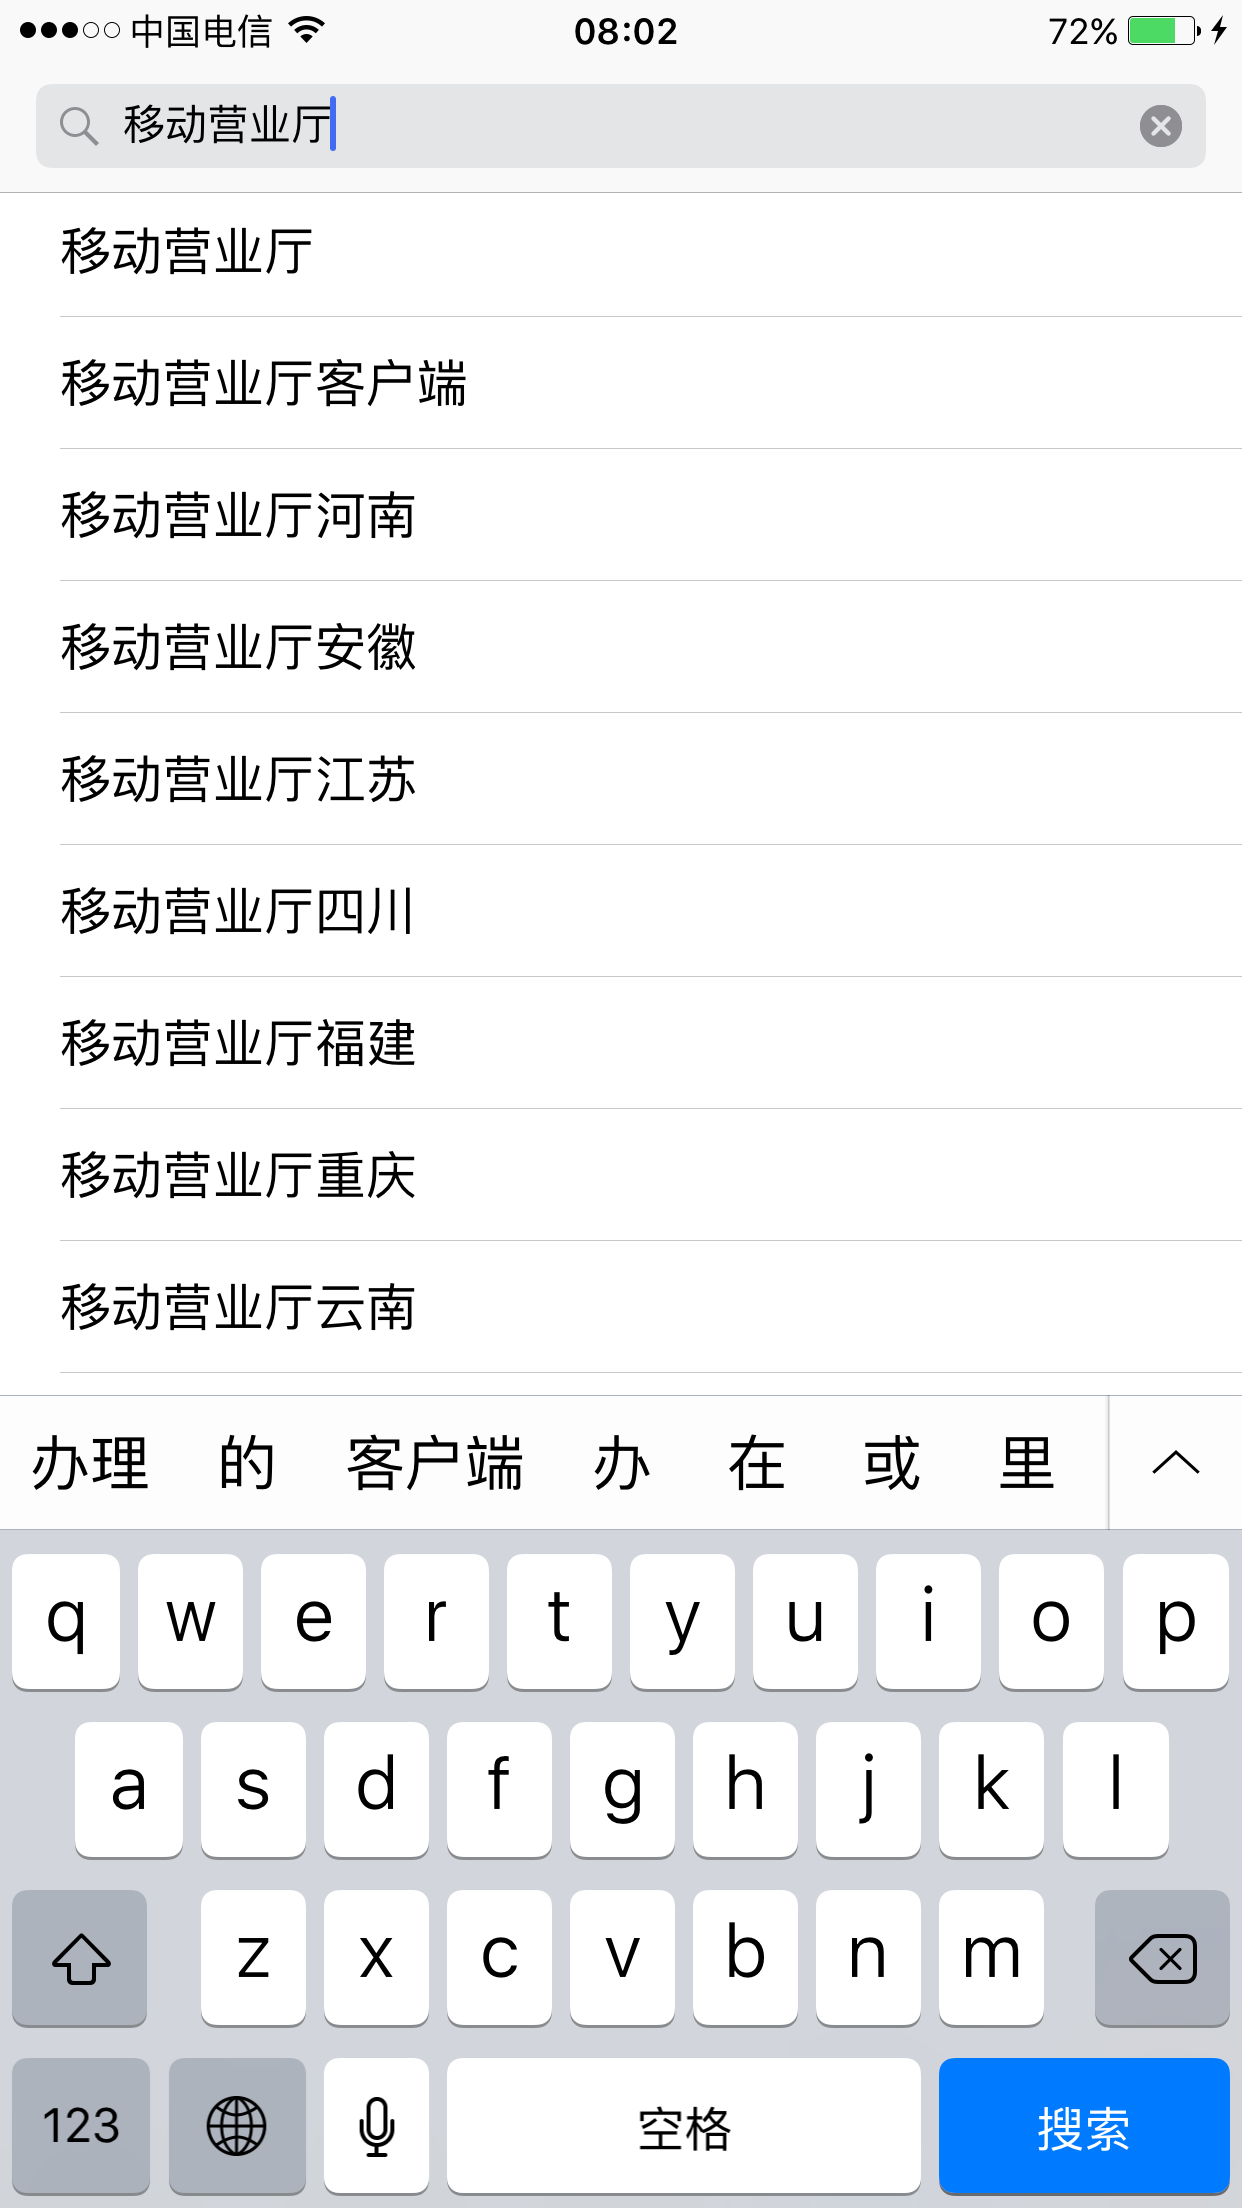 中国电信 08:02 72%
移动营业厅
移动营业厅
移动营业厅客户端
移动营业厅河南
移动营业厅安徽
移动营业厅江苏
移动营业厅四川
移动营业厅福建
移动营业厅重庆
移动营业厅云南
办理 的 客户端 办 在 或 里
q w e r t y u i o p
a s d f g h j k l
z x c v b n m
123 空格 搜索